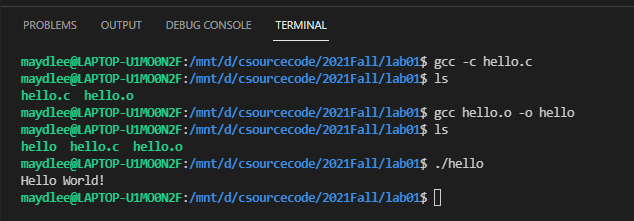 PROBLEMS OUTPUT DEBUG CONSOLE TERMINAL
maydlee@LAPTOP-U1MO0N2F:/mnt/d/csourcecode/2021Fall/lab01$ gcc -c hello.c
maydlee@LAPTOP-U1MO0N2F:/mnt/d/csourcecode/2021Fall/lab01$ ls
hello.c hello.o
maydlee@LAPTOP-U1MO0N2F:/mnt/d/csourcecode/2021Fall/lab01$ gcc hello.o -o hello
maydlee@LAPTOP-U1MO0N2F:/mnt/d/csourcecode/2021Fall/lab01$ ls
hello hello.c hello.o
maydlee@LAPTOP-U1MO0N2F:/mnt/d/csourcecode/2021Fall/lab01$ ./hello
Hello World!
maydlee@LAPTOP-U1MO0N2F:/mnt/d/csourcecode/2021Fall/lab01$